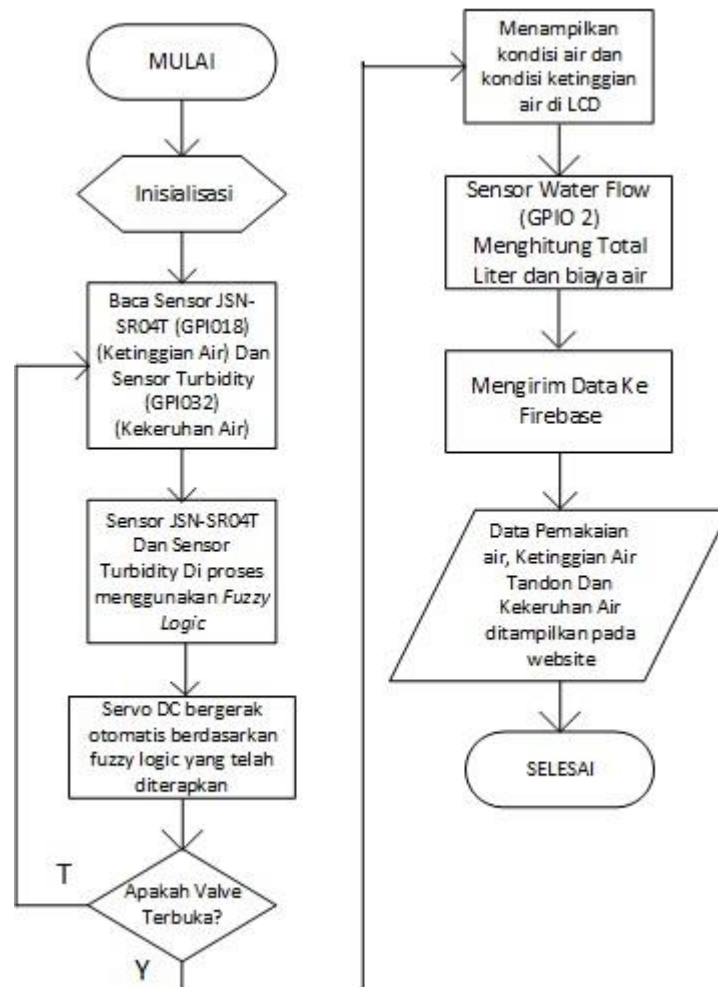 MULAI
Inisialisasi
Baca Sensor JSN-
SR04T (GPIO18)
(Ketinggian Air) Dan
Sensor Turbidity
(GPIO32)
(Kekeruhan Air)
Sensor JSN-SR04T
Dan Sensor
Turbidity Di proses
menggunakan Fuzzy
Logic
Servo DC bergerak
otomatis berdasarkan
fuzzy logic yang telah
diterapkan
T
Apakah Valve
Terbuka?
Y
Menampilkan
kondisi air dan
kondisi ketinggian
air di LCD
Sensor Water Flow
(GPIO 2)
Menghitung Total
Liter dan biaya air
Mengirim Data Ke
Firebase
Data Pemakaian
air, Ketinggian Air
Tandon Dan
Kekeruhan Air
ditampilkan pada
website
SELESAI